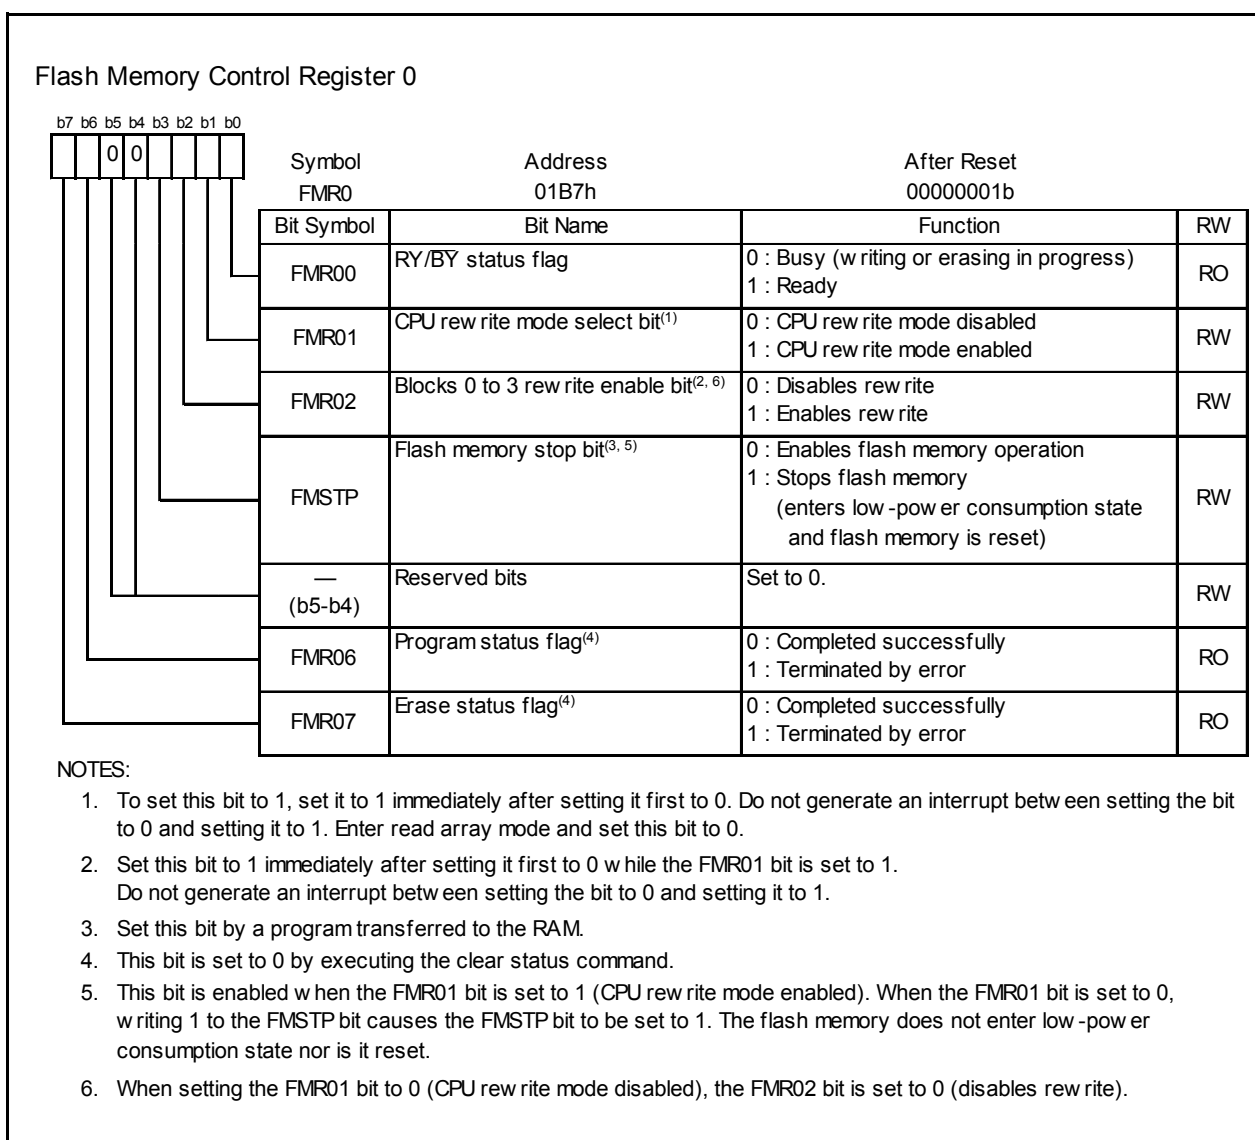 Flash Memory Control Register 0
b7 b6 b5 b4 b3 b2 b1 b0
0 0
Symbol Address After Reset
FMR0 01B7h 00000001b
Bit Symbol Bit Name Function RW
FMR00 RY/B̅Y̅ status flag 0 : Busy (writing or erasing in progress) RO
1 : Ready
FMR01 CPU rewrite mode select bit(1) 0 : CPU rewrite mode disabled RW
1 : CPU rewrite mode enabled
FMR02 Blocks 0 to 3 rewrite enable bit(2, 6) 0 : Disables rewrite RW
1 : Enables rewrite
FMSTP Flash memory stop bit(3, 5) 0 : Enables flash memory operation RW
1 : Stops flash memory
(enters low-power consumption state
and flash memory is reset)
— Reserved bits Set to 0. RW
(b5-b4)
FMR06 Program status flag(4) 0 : Completed successfully RO
1 : Terminated by error
FMR07 Erase status flag(4) 0 : Completed successfully RO
1 : Terminated by error
NOTES:
1. To set this bit to 1, set it to 1 immediately after setting it first to 0. Do not generate an interrupt between setting the bit
to 0 and setting it to 1. Enter read array mode and set this bit to 0.
2. Set this bit to 1 immediately after setting it first to 0 while the FMR01 bit is set to 1.
Do not generate an interrupt between setting the bit to 0 and setting it to 1.
3. Set this bit by a program transferred to the RAM.
4. This bit is set to 0 by executing the clear status command.
5. This bit is enabled when the FMR01 bit is set to 1 (CPU rewrite mode enabled). When the FMR01 bit is set to 0,
writing 1 to the FMSTP bit causes the FMSTP bit to be set to 1. The flash memory does not enter low-power
consumption state nor is it reset.
6. When setting the FMR01 bit to 0 (CPU rewrite mode disabled), the FMR02 bit is set to 0 (disables rewrite).